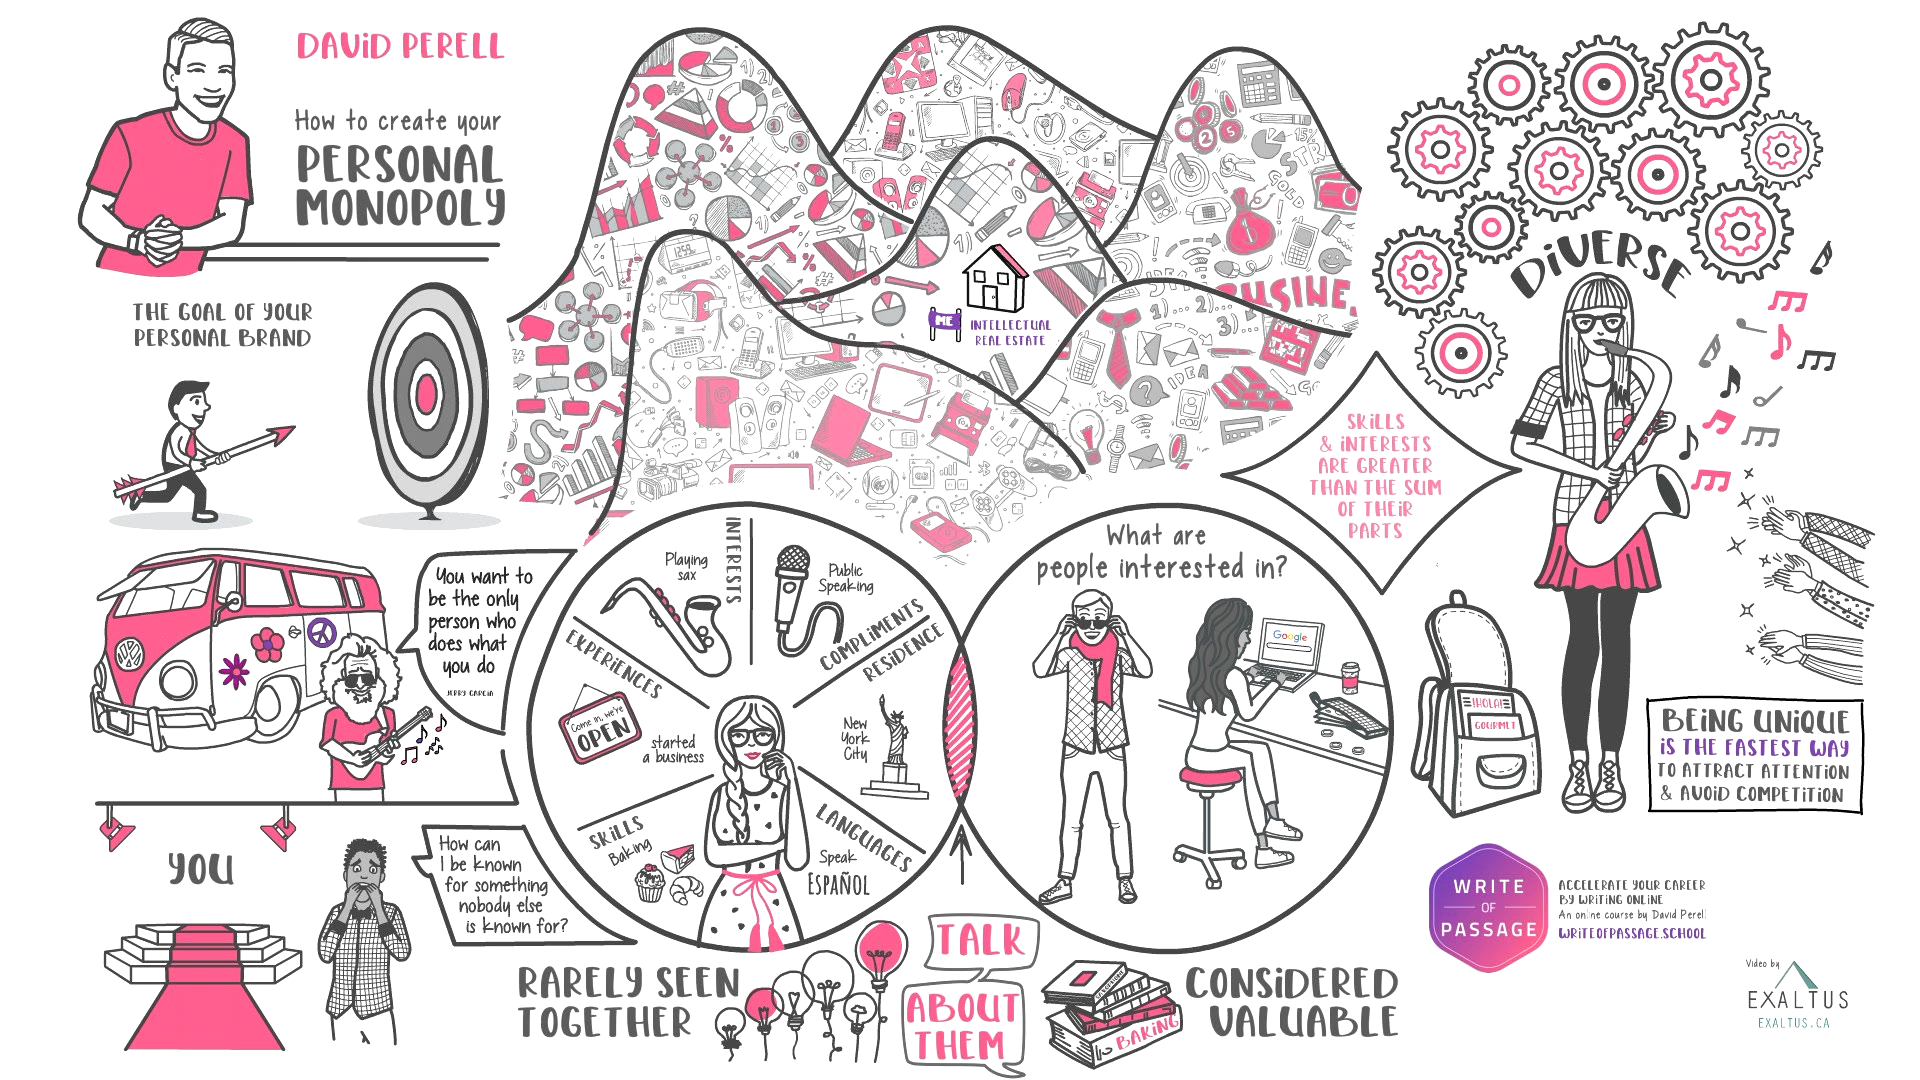 DAViD PERELL
How to create your
PERSONAL
MONOPOLY
THE GOAL OF YOUR
PERSONAL BRAND
You want to
be the only
person who
does what
you do
JERRY GARCIA
YOU
How can
I be known
for something
nobody else
is known for?
ME
INTELLECTUAL
REAL ESTATE
BUSINE
IDEA
GOLD
15%
INTERESTS
Playing
sax
Public
Speaking
COMPLiMENTS
RESiDENCE
New
York
City
LANGUAGES
Speak
ESPAÑOL
SKiLLS
Baking
EXPERiENCES
Come in, we're
OPEN
started
a business
What are
people interested in?
Google
RARELY SEEN
TOGETHER
TALK
ABOUT
THEM
BAKiNG
CONSiDERED
VALUABLE
SKiLLS
& iNTERESTS
ARE GREATER
THAN THE SUM
OF THEiR
PARTS
DiVERSE
¡HOLA!
GOURMET
BEiNG UNiQUE
iS THE FASTEST WAY
TO ATTRACT ATTENTiON
& AVOiD COMPETiTiON
WRITE
OF
PASSAGE
ACCELERATE YOUR CAREER
BY WRiTiNG ONLiNE
An online course by David Perell
WRiTEOFPASSAGE.SCHOOL
Video by
EXALTUS
EXALTUS.CA